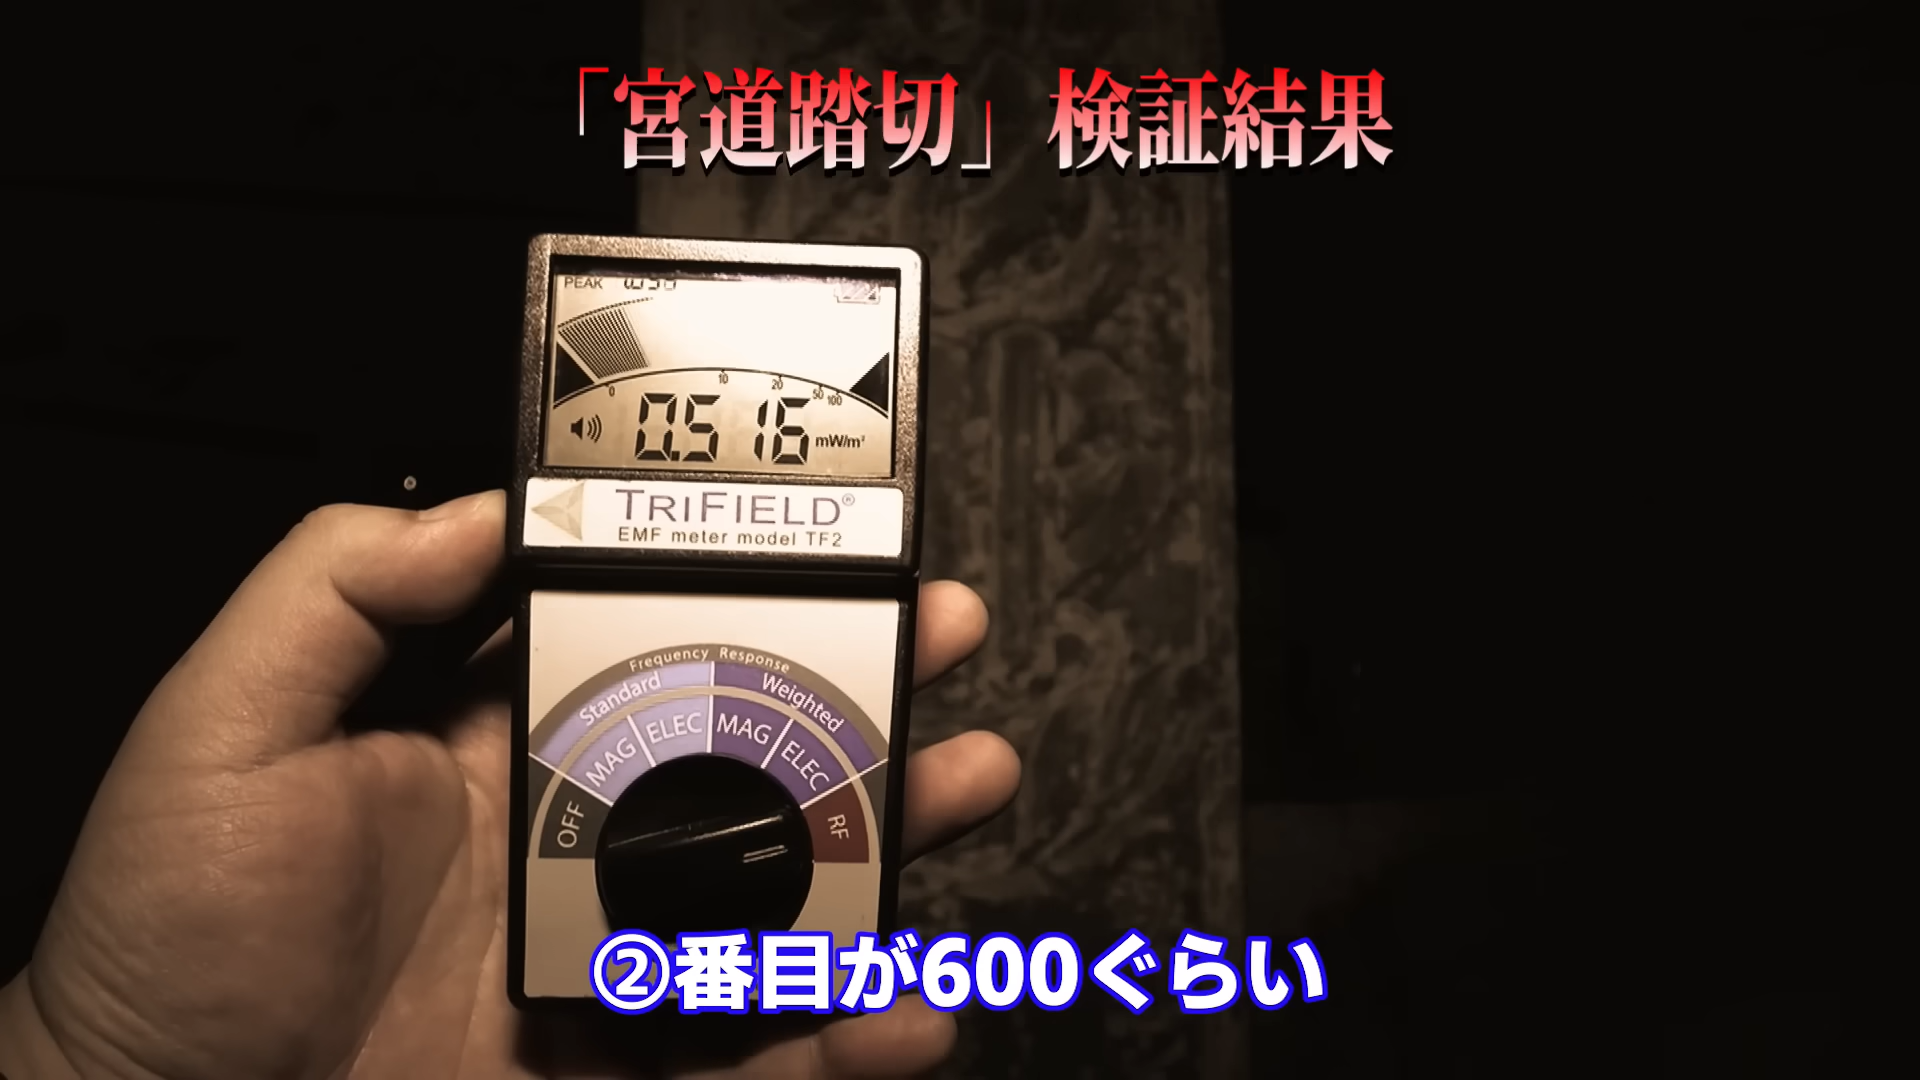 「宮道踏切」検証結果
PEAK
0 10 20 50 100
0.516 mW/m²
TRIFIELD®
EMF meter model TF2
Frequency Response
Standard Weighted
OFF MAG ELEC MAG ELEC RF
②番目が600ぐらい